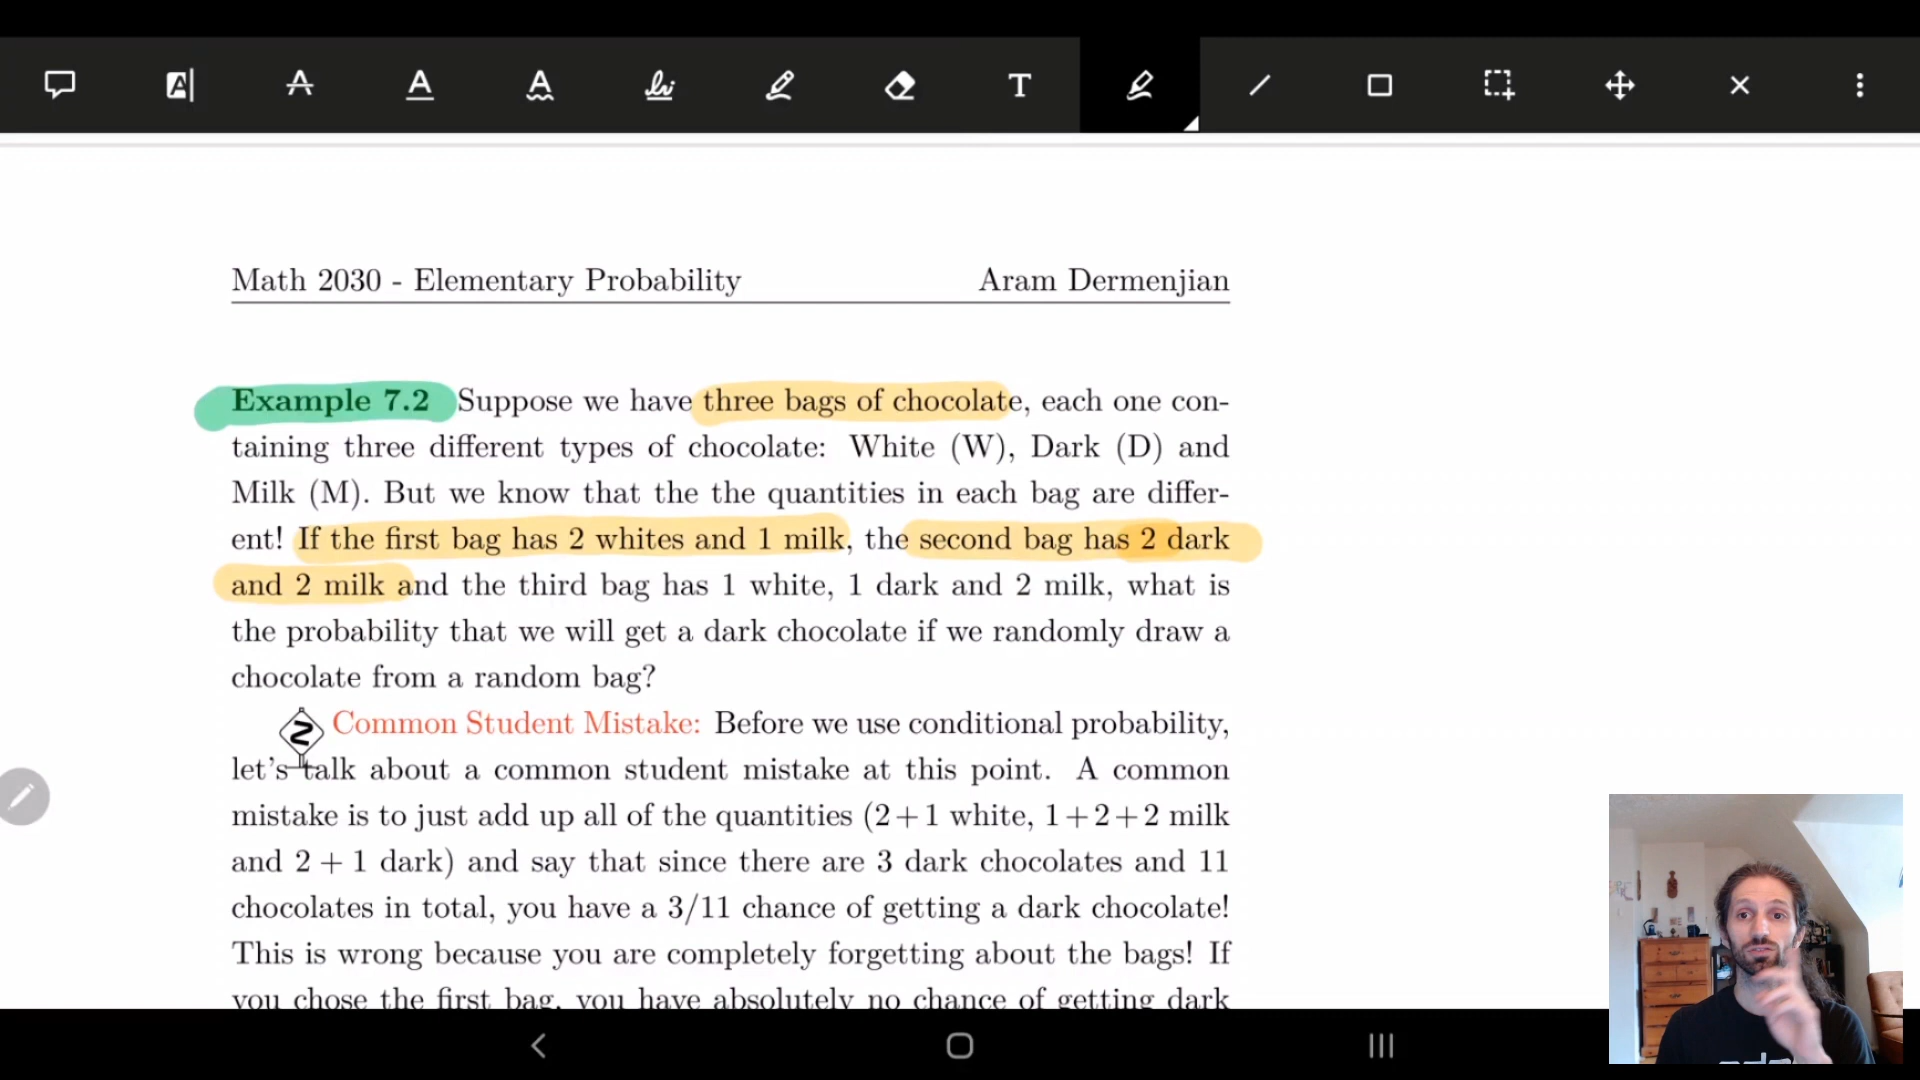 Math 2030 - Elementary Probability Aram Dermenjian
Example 7.2 Suppose we have three bags of chocolate, each one con-
taining three different types of chocolate: White (W), Dark (D) and
Milk (M). But we know that the the quantities in each bag are differ-
ent! If the first bag has 2 whites and 1 milk, the second bag has 2 dark
and 2 milk and the third bag has 1 white, 1 dark and 2 milk, what is
the probability that we will get a dark chocolate if we randomly draw a
chocolate from a random bag?
Common Student Mistake: Before we use conditional probability,
let's talk about a common student mistake at this point. A common
mistake is to just add up all of the quantities (2+1 white, 1+2+2 milk
and 2 + 1 dark) and say that since there are 3 dark chocolates and 11
chocolates in total, you have a 3/11 chance of getting a dark chocolate!
This is wrong because you are completely forgetting about the bags! If
you chose the first bag, you have absolutely no chance of getting dark